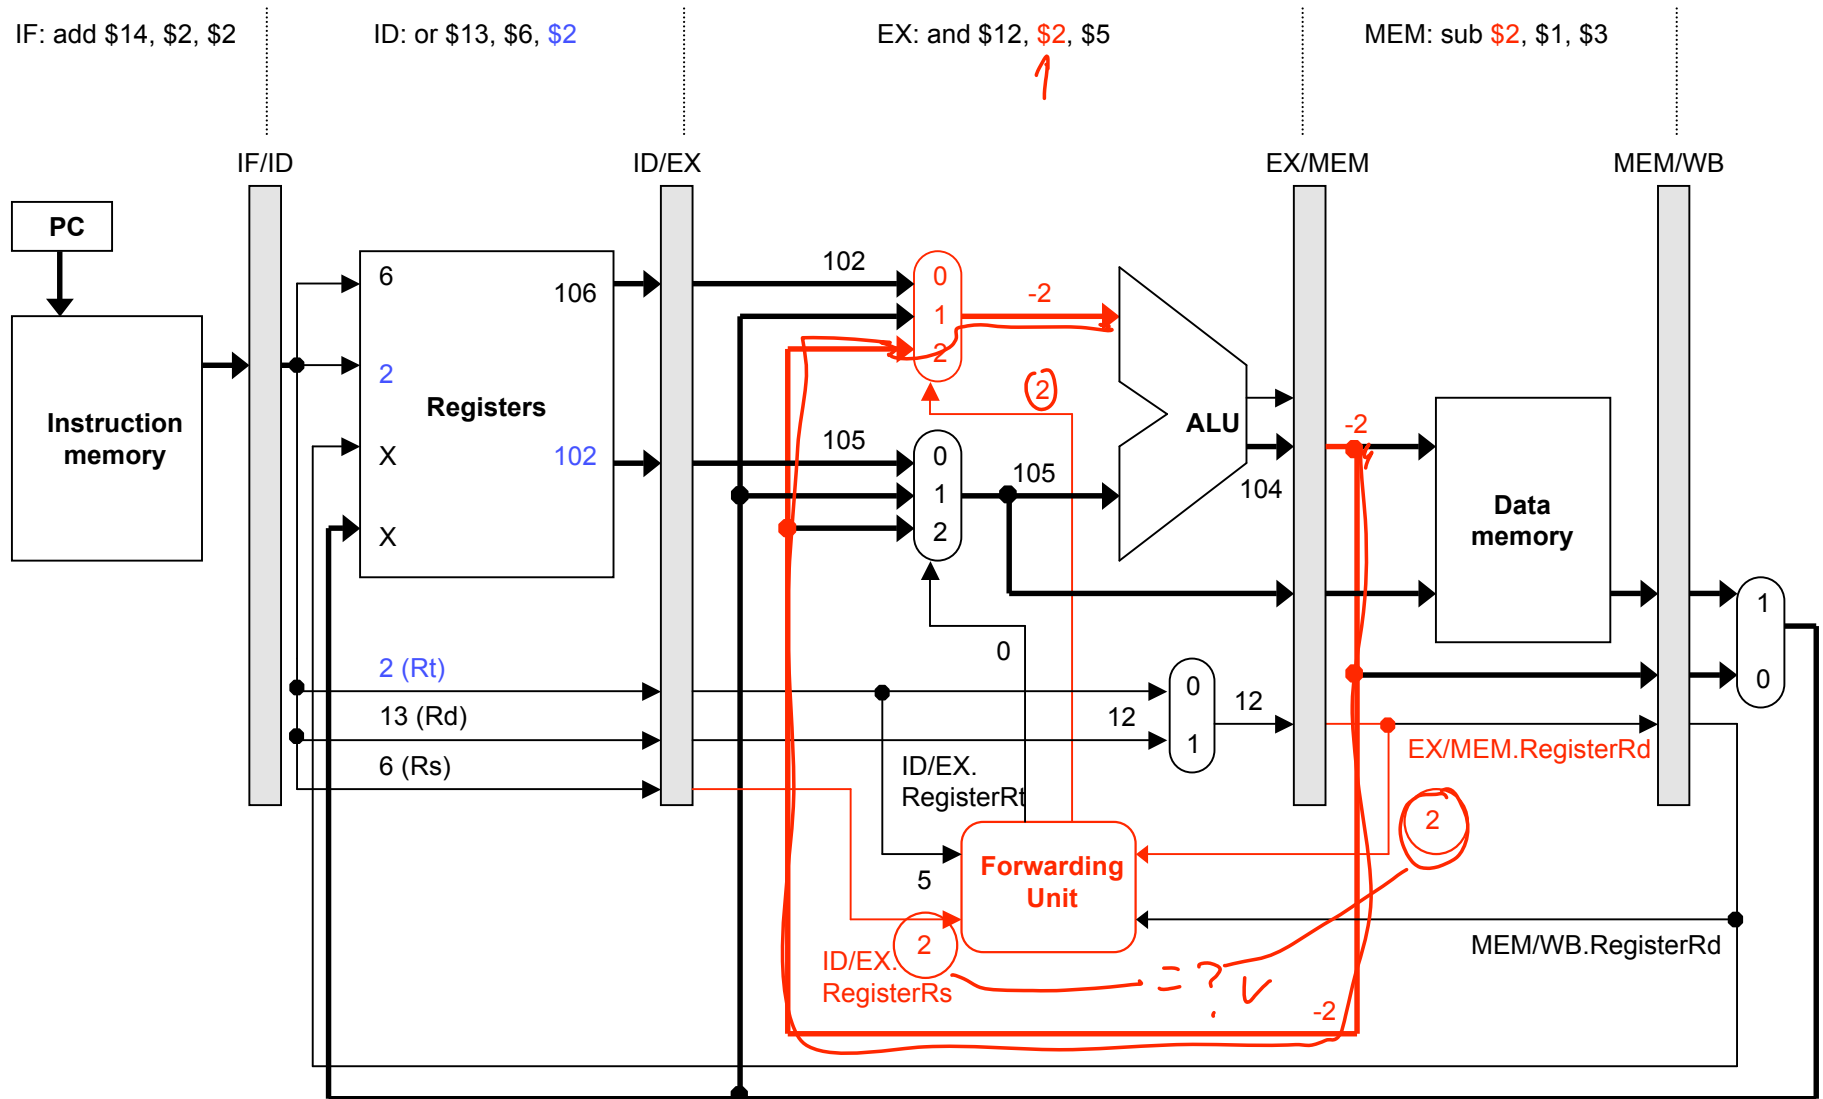 IF: add $14, $2, $2
ID: or $13, $6, $2
EX: and $12, $2, $5
MEM: sub $2, $1, $3
IF/ID
ID/EX
EX/MEM
MEM/WB
PC
Instruction
memory
6
2
X
X
Registers
106
102
102
0
1
2
-2
2
105
0
1
2
105
0
ALU
104
-2
Data
memory
1
0
2 (Rt)
13 (Rd)
6 (Rs)
12
0
1
12
EX/MEM.RegisterRd
ID/EX.
RegisterRt
2
5
Forwarding
Unit
2
ID/EX.
RegisterRs
= ?
MEM/WB.RegisterRd
-2